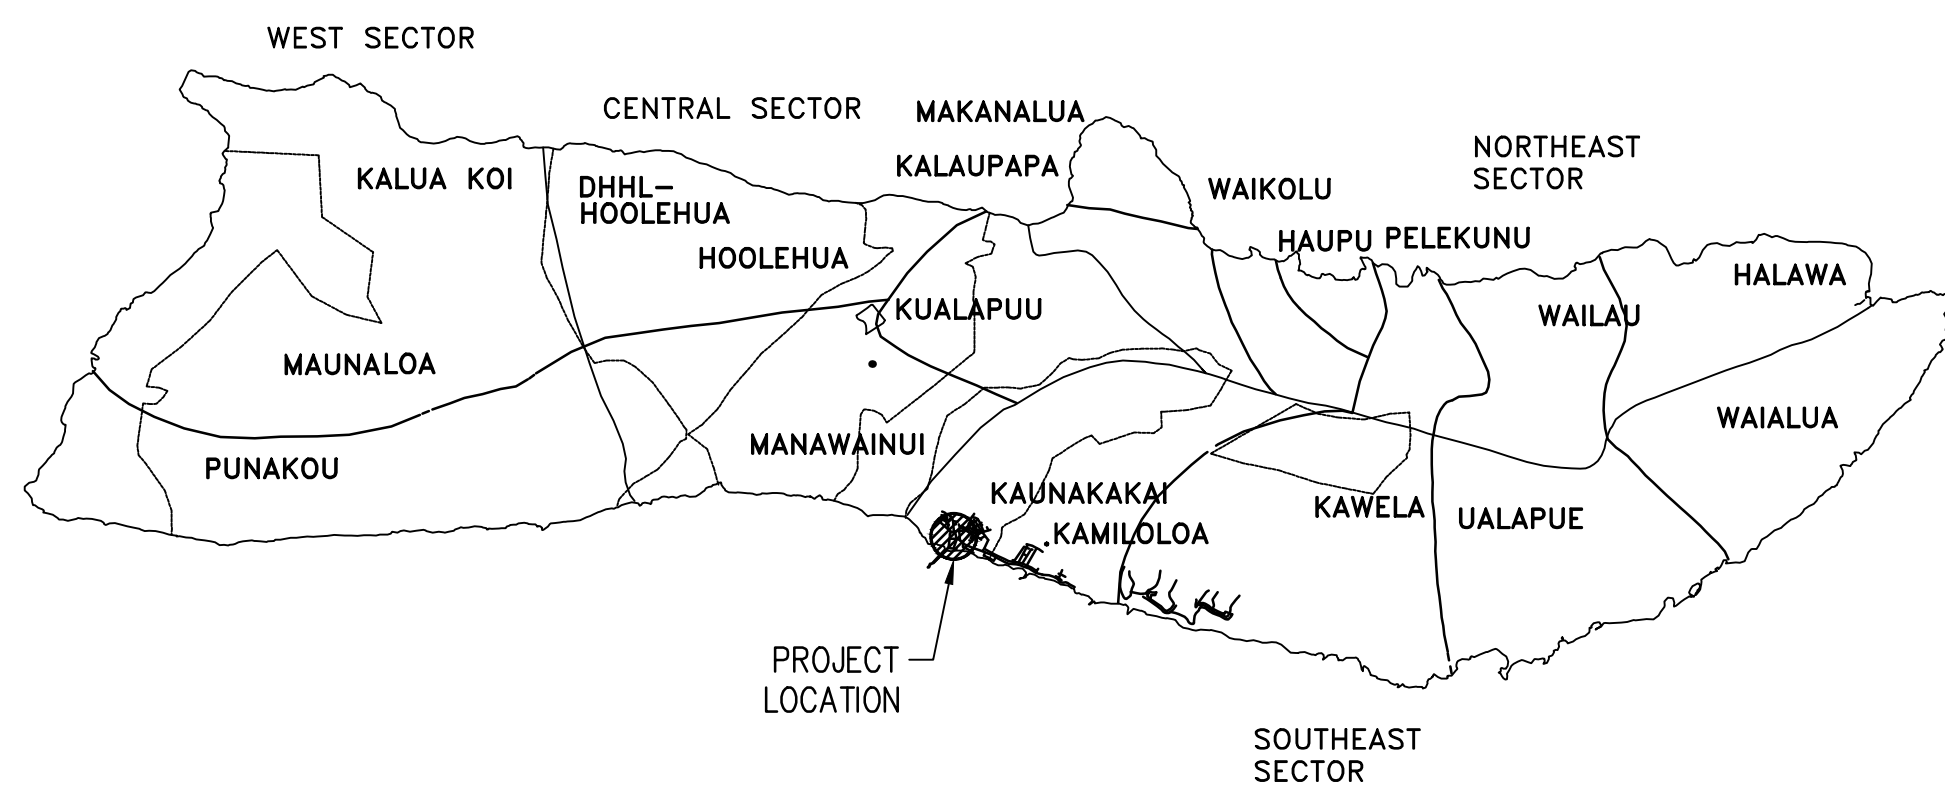 WEST SECTOR
CENTRAL SECTOR
MAKANALUA
NORTHEAST
SECTOR
KALAUPAPA
KALUA KOI
DHHL-
HOOLEHUA
WAIKOLU
HOOLEHUA
HAUPU
PELEKUNU
HALAWA
KUALAPUU
WAILAU
MAUNALOA
WAIALUA
MANAWAINUI
PUNAKOU
KAUNAKAKAI
KAWELA
UALAPUE
KAMILOLOA
PROJECT
LOCATION
SOUTHEAST
SECTOR